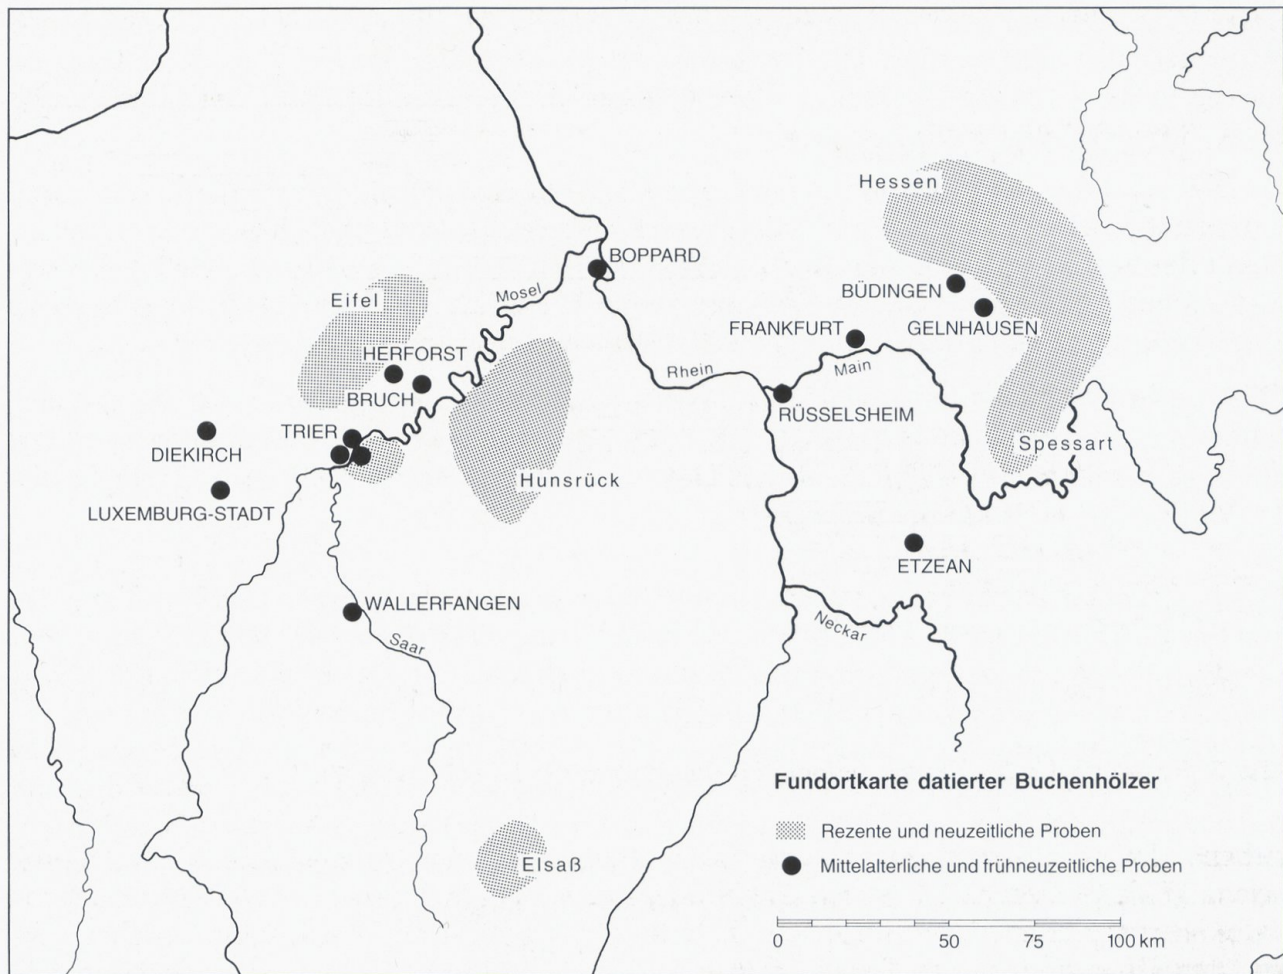 Hessen
BOPPARD
BÜDINGEN
Eifel
Mosel
GELNHAUSEN
FRANKFURT
HERFORST
Rhein
Main
BRUCH
RÜSSELSHEIM
TRIER
Spessart
DIEKIRCH
Hunsrück
LUXEMBURG-STADT
ETZEAN
WALLERFANGEN
Neckar
Saar
Fundortkarte datierter Buchenhölzer
Rezente und neuzeitliche Proben
Elsaß
Mittelalterliche und frühneuzeitliche Proben
0 50 75 100 km